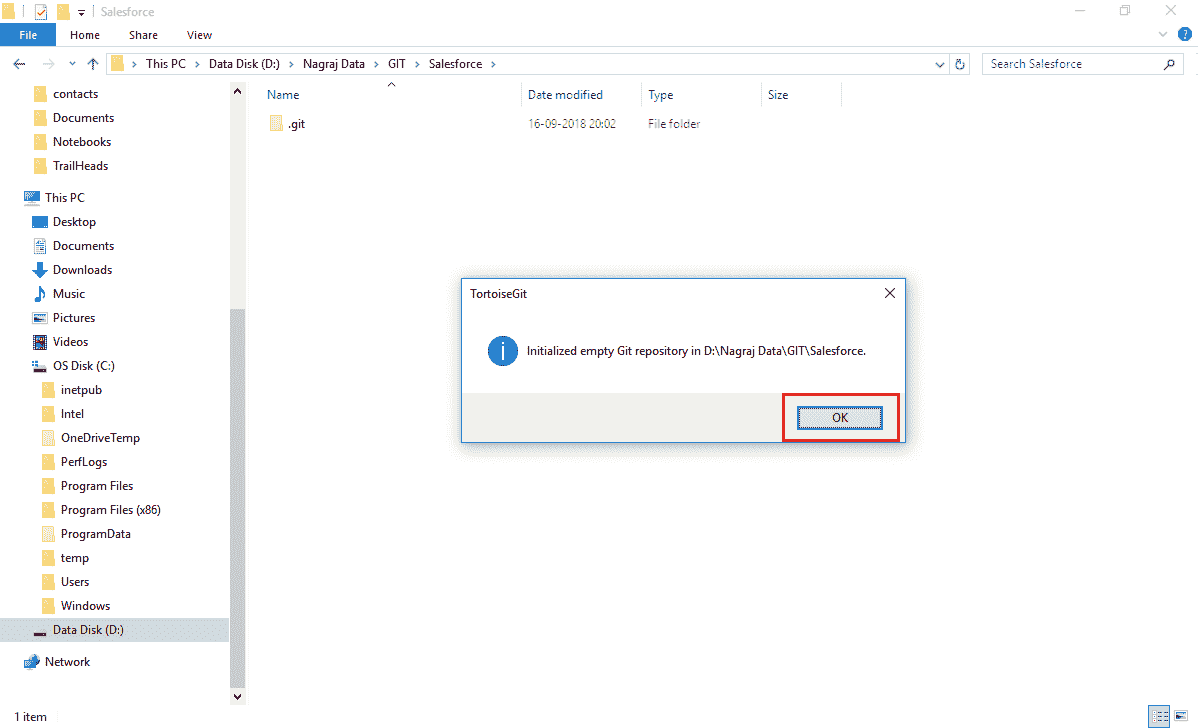 Salesforce
File Home Share View
This PC Data Disk (D:) Nagraj Data GIT Salesforce
Search Salesforce
contacts
Documents
Notebooks
TrailHeads
This PC
Desktop
Documents
Downloads
Music
Pictures
Videos
OS Disk (C:)
inetpub
Intel
OneDriveTemp
PerfLogs
Program Files
Program Files (x86)
ProgramData
temp
Users
Windows
Data Disk (D:)
Network
Name Date modified Type Size
.git 16-09-2018 20:02 File folder
TortoiseGit
Initialized empty Git repository in D:\Nagraj Data\GIT\Salesforce.
OK
1 item